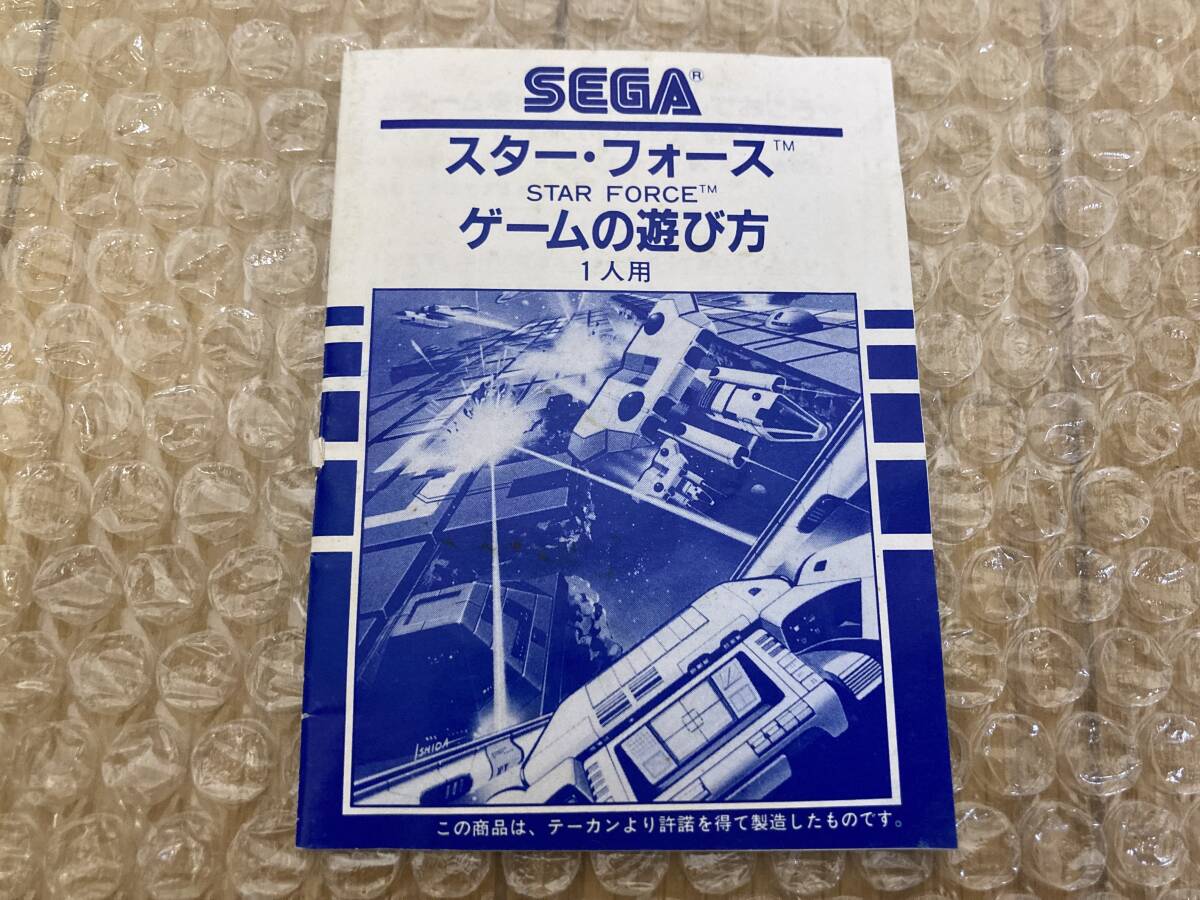 SEGA®
スター・フォース™
STAR FORCE™
ゲームの遊び方
1人用
ISHIDA
この商品は、テーカンより許諾を得て製造したものです。